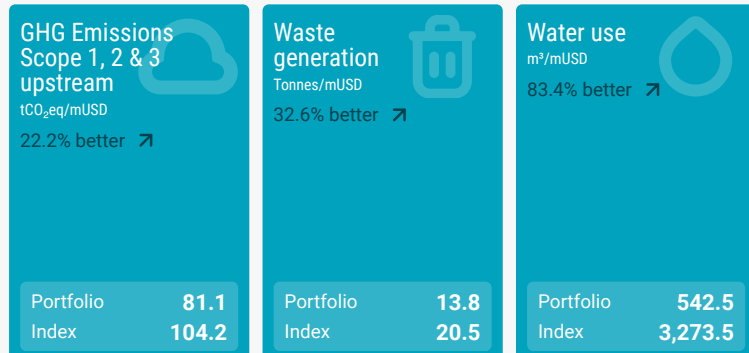 GHG Emissions
Scope 1, 2 & 3
upstream
tCO₂eq/mUSD
22.2% better
Portfolio 81.1
Index 104.2
Waste
generation
Tonnes/mUSD
32.6% better
Portfolio 13.8
Index 20.5
Water use
m³/mUSD
83.4% better
Portfolio 542.5
Index 3,273.5